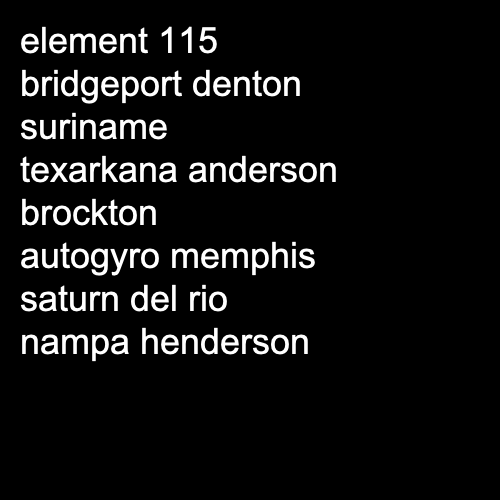 element 115
bridgeport denton
suriname
texarkana anderson
brockton
autogyro memphis
saturn del rio
nampa henderson